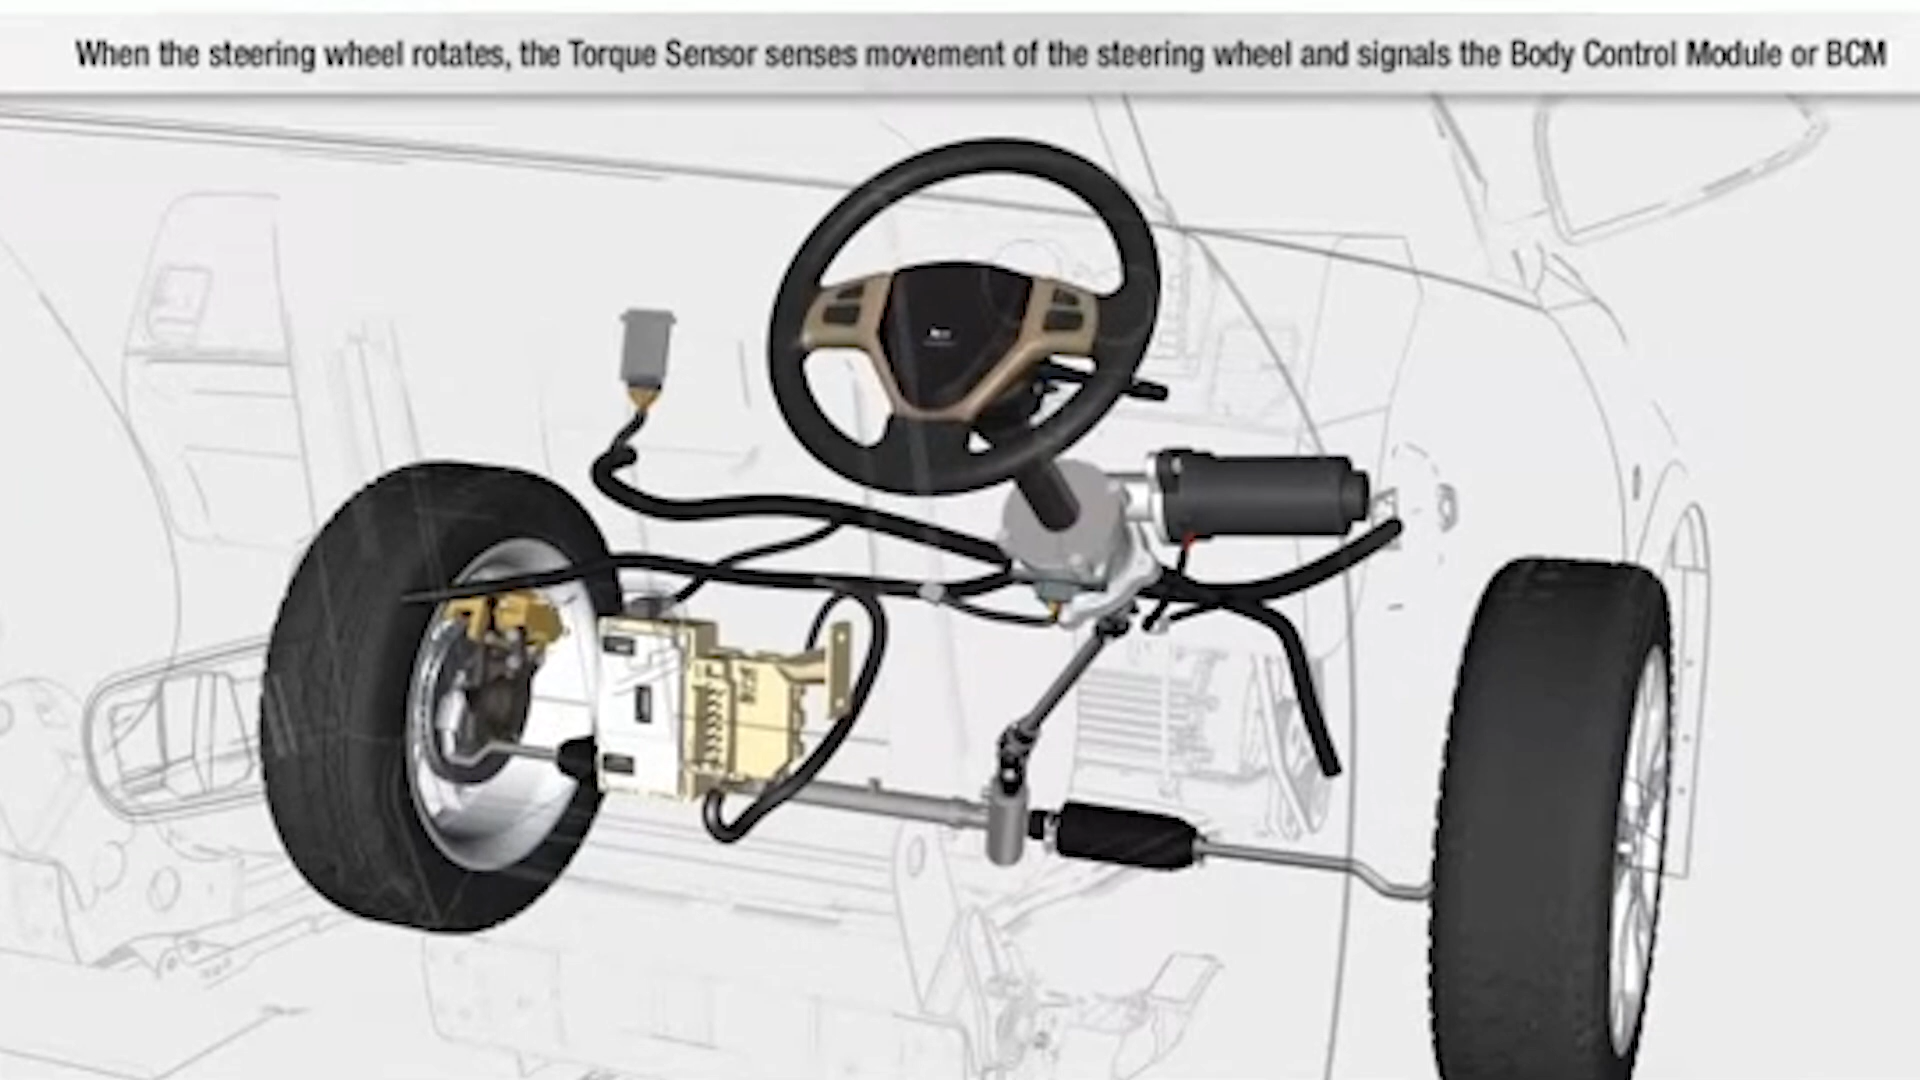 When the steering wheel rotates, the Torque Sensor senses movement of the steering wheel and signals the Body Control Module or BCM